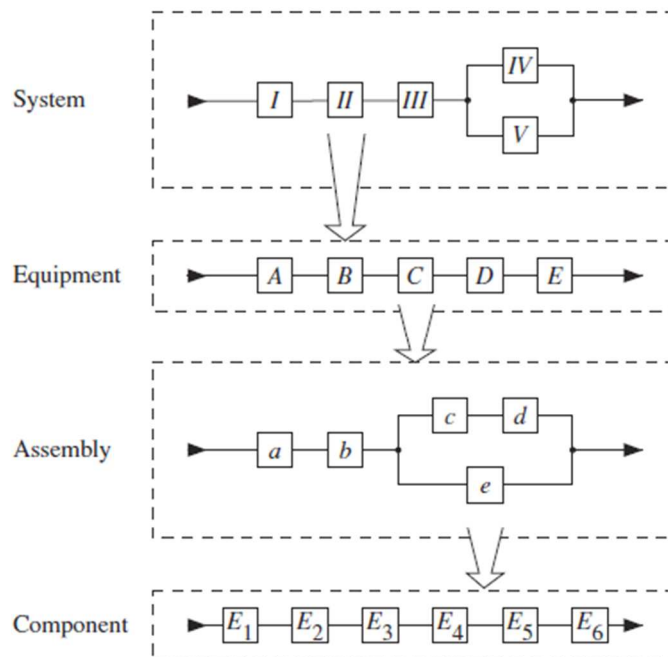 IV
System I II III
V
Equipment A B C D E
c d
Assembly a b
e
Component E1 E2 E3 E4 E5 E6